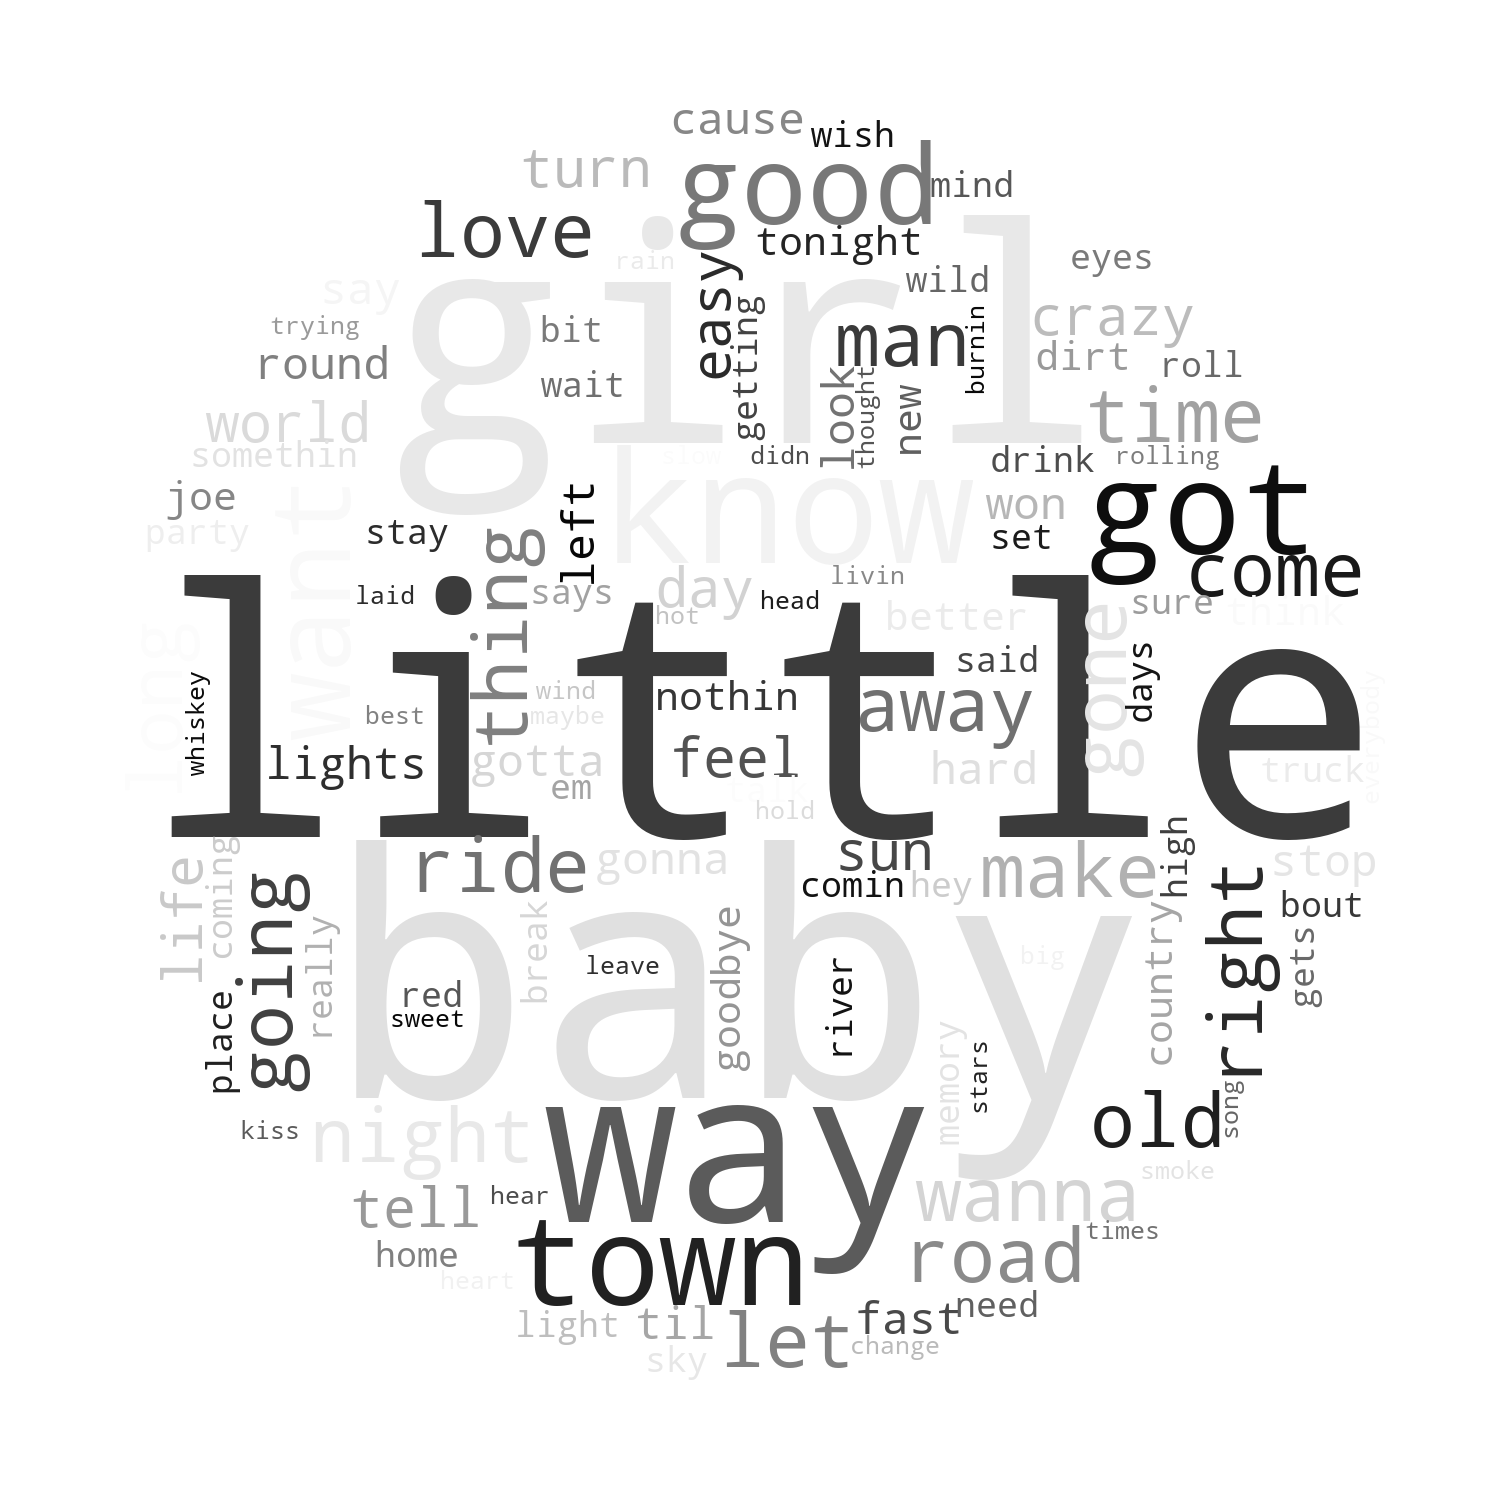 cause
wish
turn
good
mind
love
tonight
girl
rain
easy
wild
eyes
say
getting
crazy
trying
bit
man
burnin
dirt
round
wait
look
thought
new
roll
world
time
somethin
slow
didn
drink
rolling
know
joe
want
left
won
got
party
stay
thing
set
come
laid
says
day
livin
head
hot
better
gone
sure
think
little
long
whiskey
wind
maybe
best
nothin
said
away
days
everybody
lights
gotta
feel
em
talk
hold
hard
truck
life
coming
ride
gonna
sun
comin
hey
make
high
stop
going
right
bout
baby
really
break
leave
goodbye
river
big
country
gets
red
sweet
place
memory
stars
old
song
kiss
night
way
smoke
tell
hear
wanna
times
home
town
road
heart
light
til
let
fast
need
sky
change